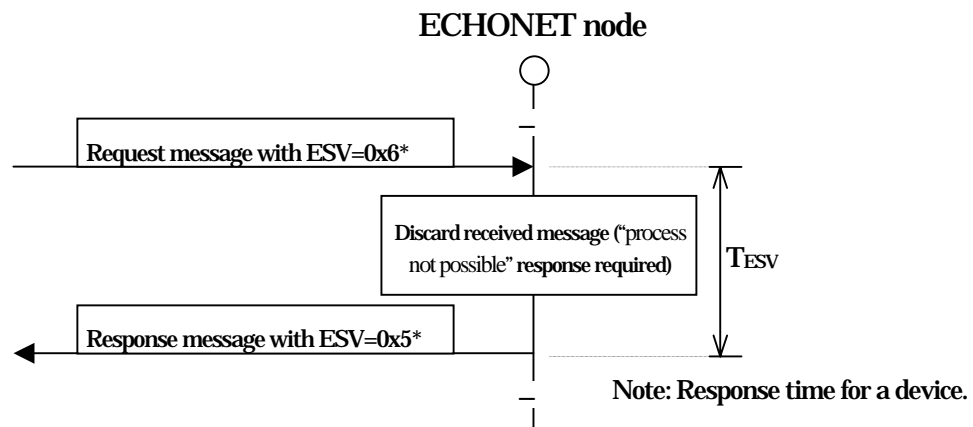 ECHONET node
Request message with ESV=0x6*
Discard received message (“process
not possible” response required)
TESV
Response message with ESV=0x5*
Note: Response time for a device.